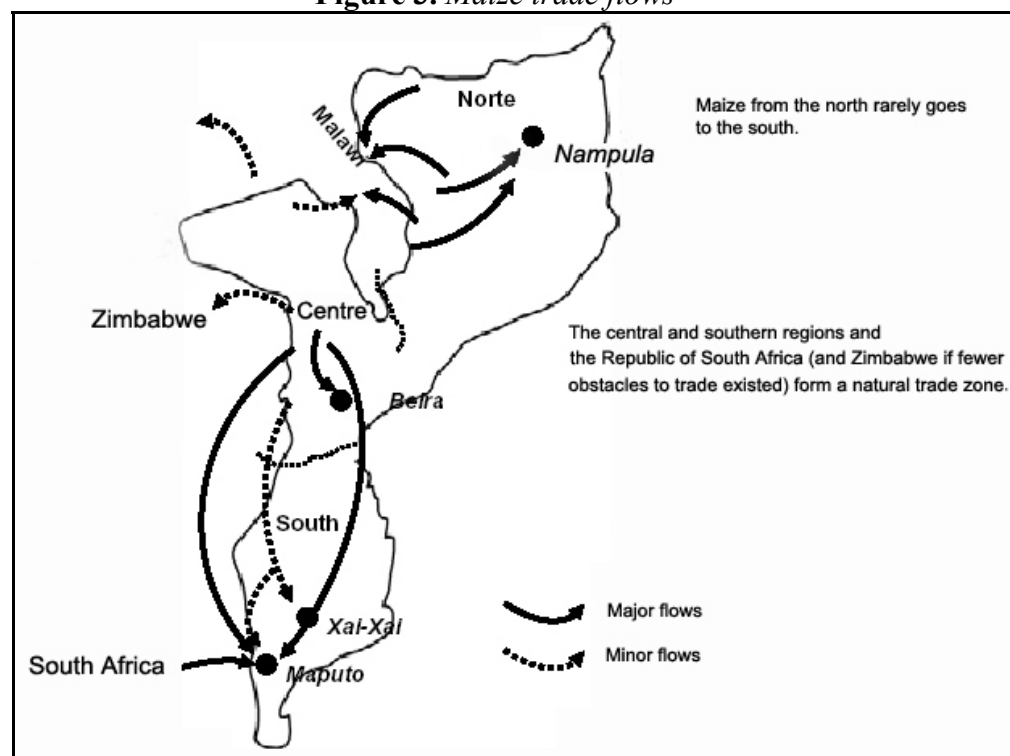 Figure 3. Maize trade flows
Norte
Maize from the north rarely goes
to the south.
Malawi
Nampula
Centre
Zimbabwe
The central and southern regions and
the Republic of South Africa (and Zimbabwe if fewer
obstacles to trade existed) form a natural trade zone.
Beira
South
Major flows
Xai-Xai
Minor flows
South Africa
Maputo